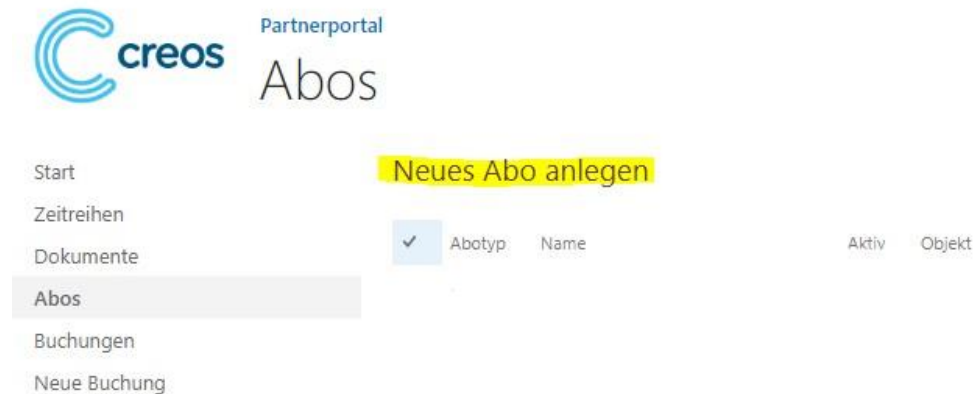 creos
Partnerportal
Abos
Start
Zeitreihen
Dokumente
Abos
Buchungen
Neue Buchung
Neues Abo anlegen
Abotyp Name Aktiv Objekt